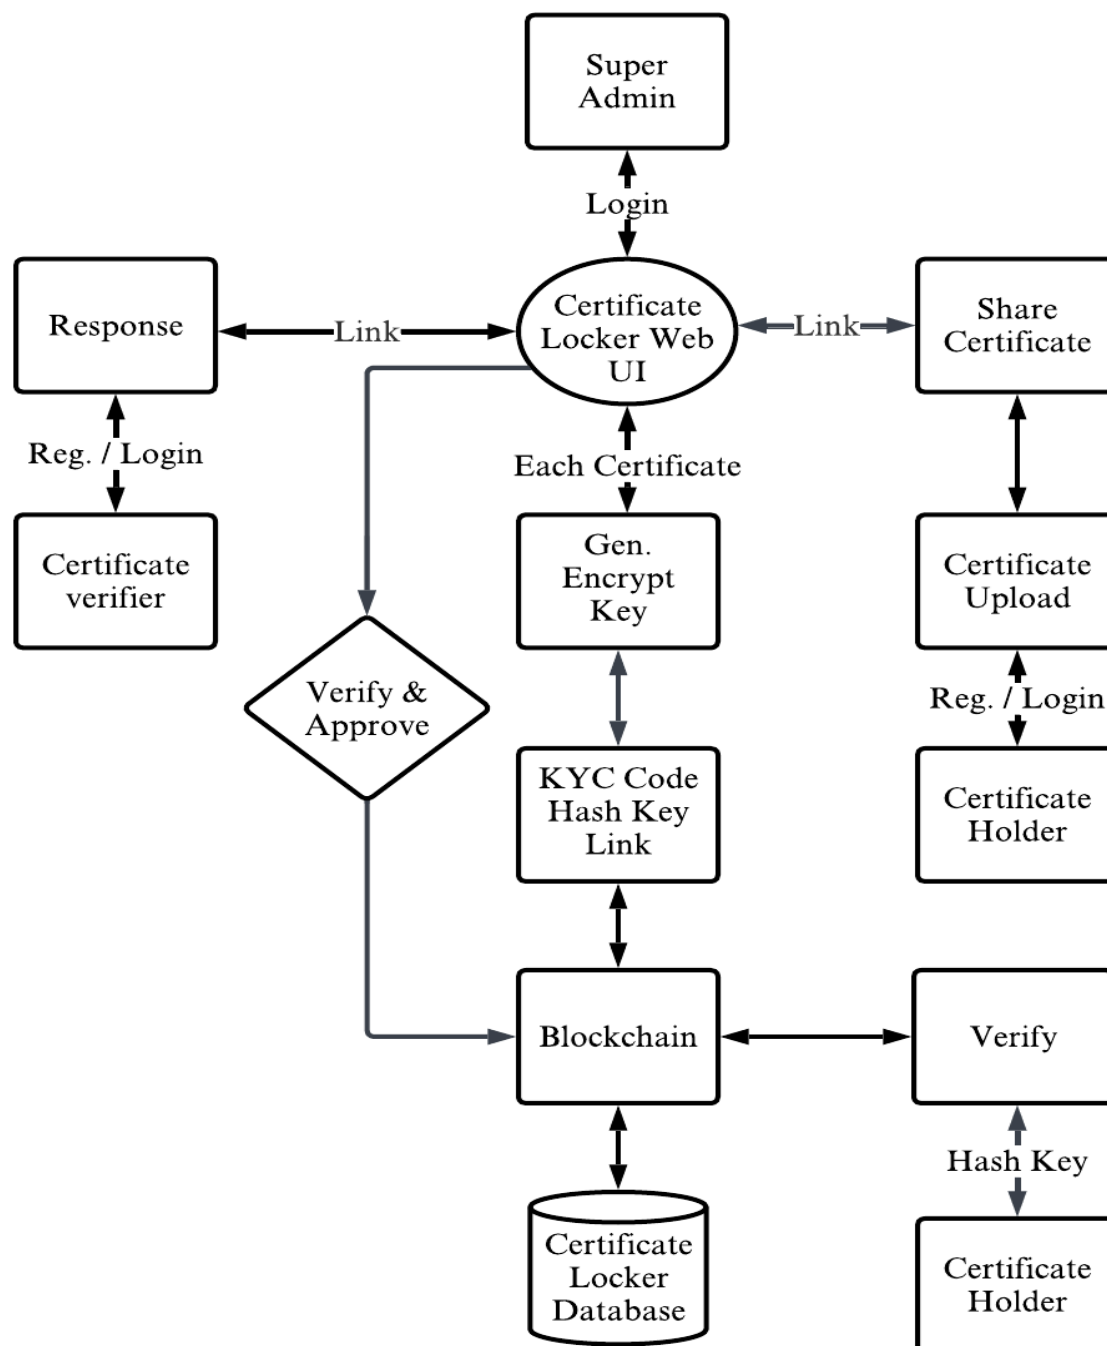 Super
Admin
Login
Response
Link
Certificate
Locker Web
UI
Link
Share
Certificate
Reg. / Login
Each Certificate
Certificate
verifier
Gen.
Encrypt
Key
Certificate
Upload
Verify &
Approve
Reg. / Login
KYC Code
Hash Key
Link
Certificate
Holder
Blockchain
Verify
Hash Key
Certificate
Locker
Database
Certificate
Holder